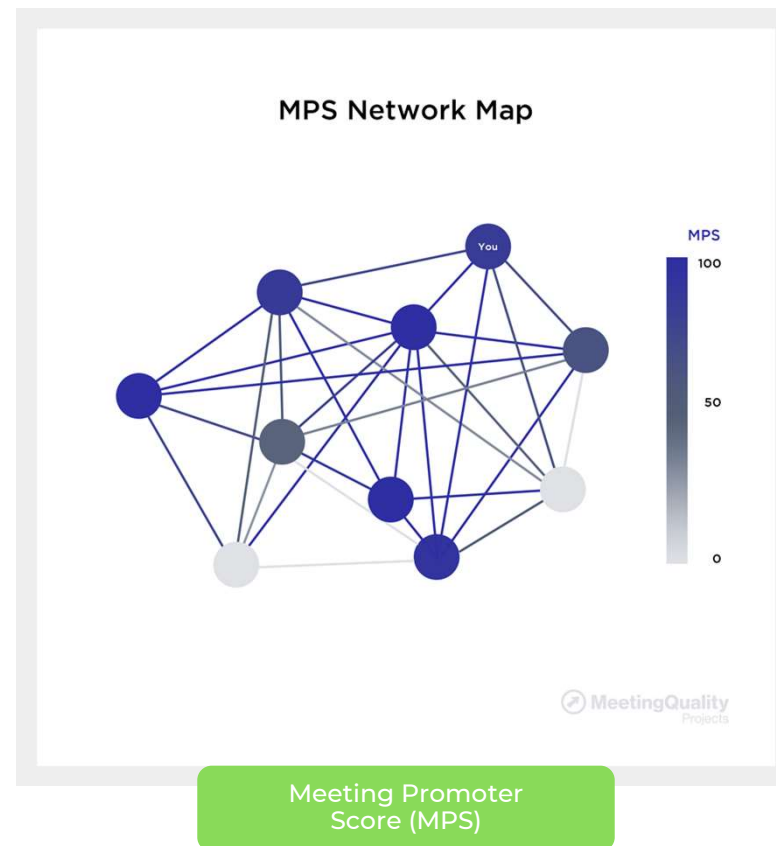 MPS Network Map
You
MPS
100
50
0
MeetingQuality
Projects
Meeting Promoter
Score (MPS)